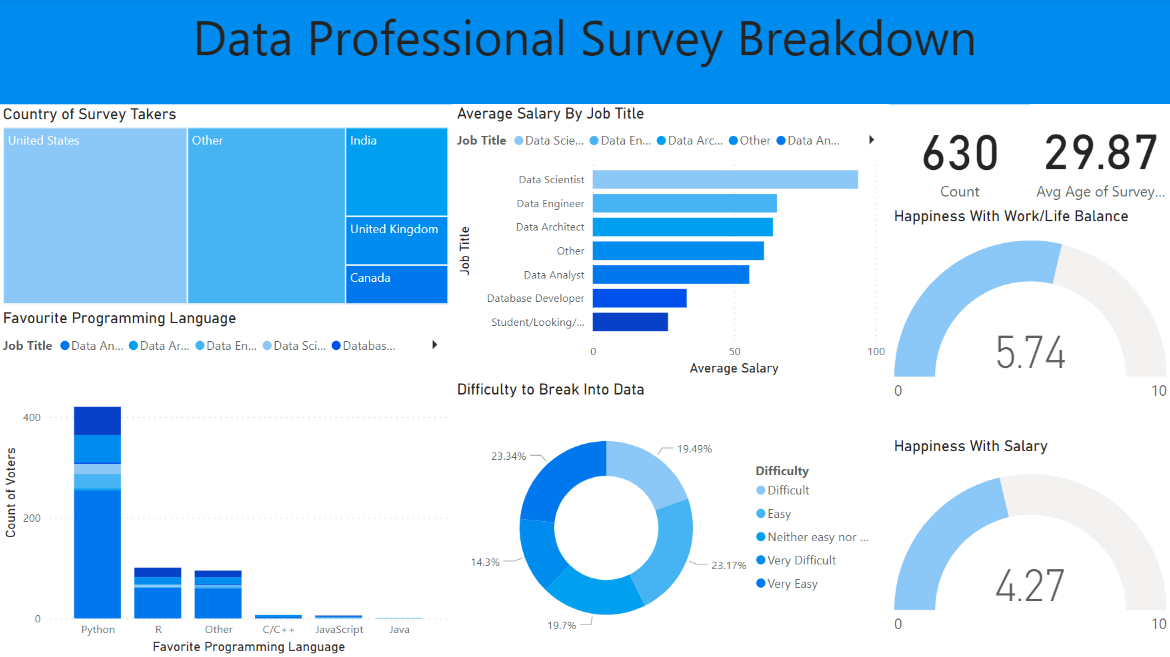 Data Professional Survey Breakdown
Country of Survey Takers
United States
Other
India
United Kingdom
Canada
Average Salary By Job Title
Job Title Data Scie... Data En... Data Arc... Other Data An...
Job Title
Data Scientist
Data Engineer
Data Architect
Other
Data Analyst
Database Developer
Student/Looking/...
0 50 100
Average Salary
630
Count
29.87
Avg Age of Survey...
Happiness With Work/Life Balance
5.74
0 10
Favourite Programming Language
Job Title Data An... Data Ar... Data En... Data Sci... Databas...
Count of Voters
400
200
0
Python R Other C/C++ JavaScript Java
Favorite Programming Language
Difficulty to Break Into Data
19.49%
23.17%
19.7%
14.3%
23.34%
Difficulty
Difficult
Easy
Neither easy nor ...
Very Difficult
Very Easy
Happiness With Salary
4.27
0 10